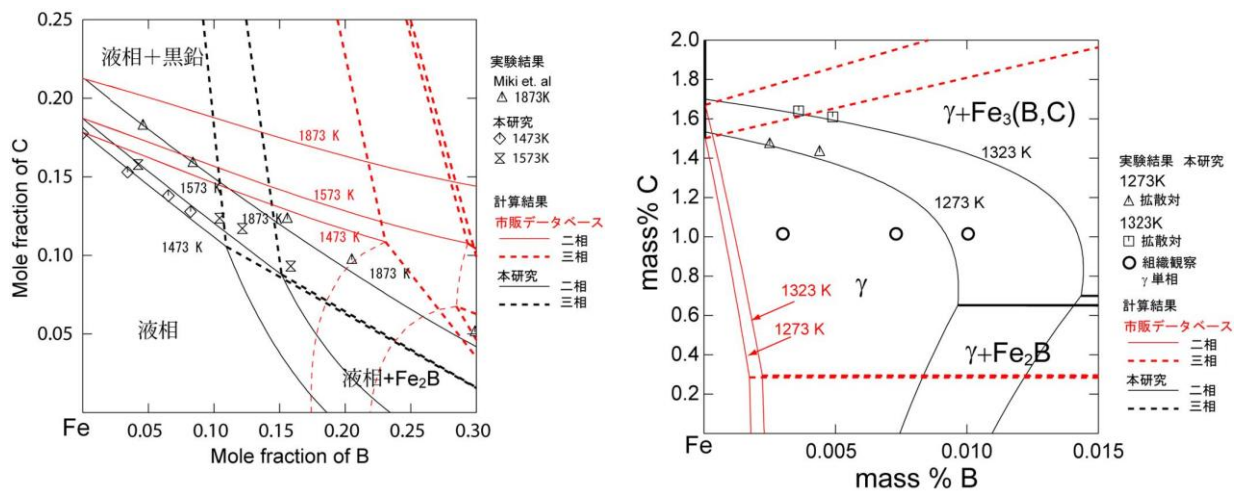 0.25
0.20
0.15
0.10
0.05
Mole fraction of C
液相＋黒鉛
1873 K
1573 K
1573 K
1873 K
1473 K
1473 K
1873 K
液相
液相+Fe₂B
Fe
0.05
0.10
0.15
0.20
0.25
0.30
Mole fraction of B
実験結果
Miki et. al
1873K
本研究
1473K
1573K
計算結果
市販データベース
二相
三相
本研究
二相
三相
2.0
1.8
1.6
1.4
1.2
1.0
0.8
0.6
0.4
0.2
mass% C
γ+Fe₃(B,C)
1323 K
1273 K
γ
1323 K
1273 K
γ+Fe₂B
Fe
0.005
0.010
0.015
mass % B
実験結果 本研究
1273K
拡散対
1323K
拡散対
組織観察
γ 単相
計算結果
市販データベース
二相
三相
本研究
二相
三相